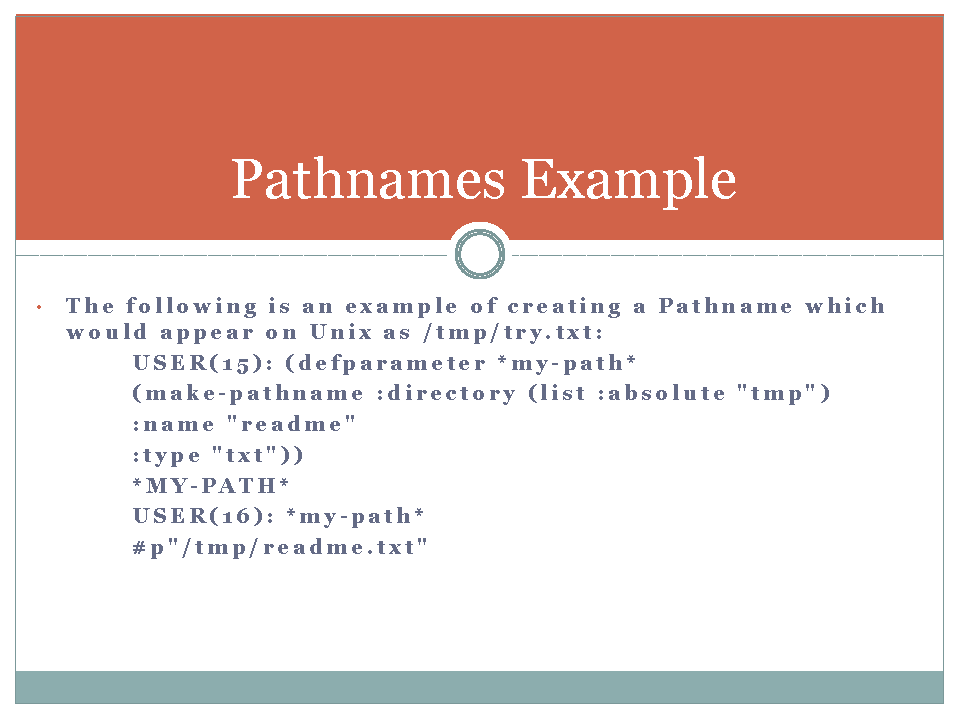 Pathnames Example
• The following is an example of creating a Pathname which
would appear on Unix as /tmp/try.txt:
USER(15): (defparameter *my-path*
(make-pathname :directory (list :absolute "tmp")
:name "readme"
:type "txt"))
*MY-PATH*
USER(16): *my-path*
#p"/tmp/readme.txt"